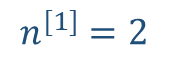 n^[1] = 2